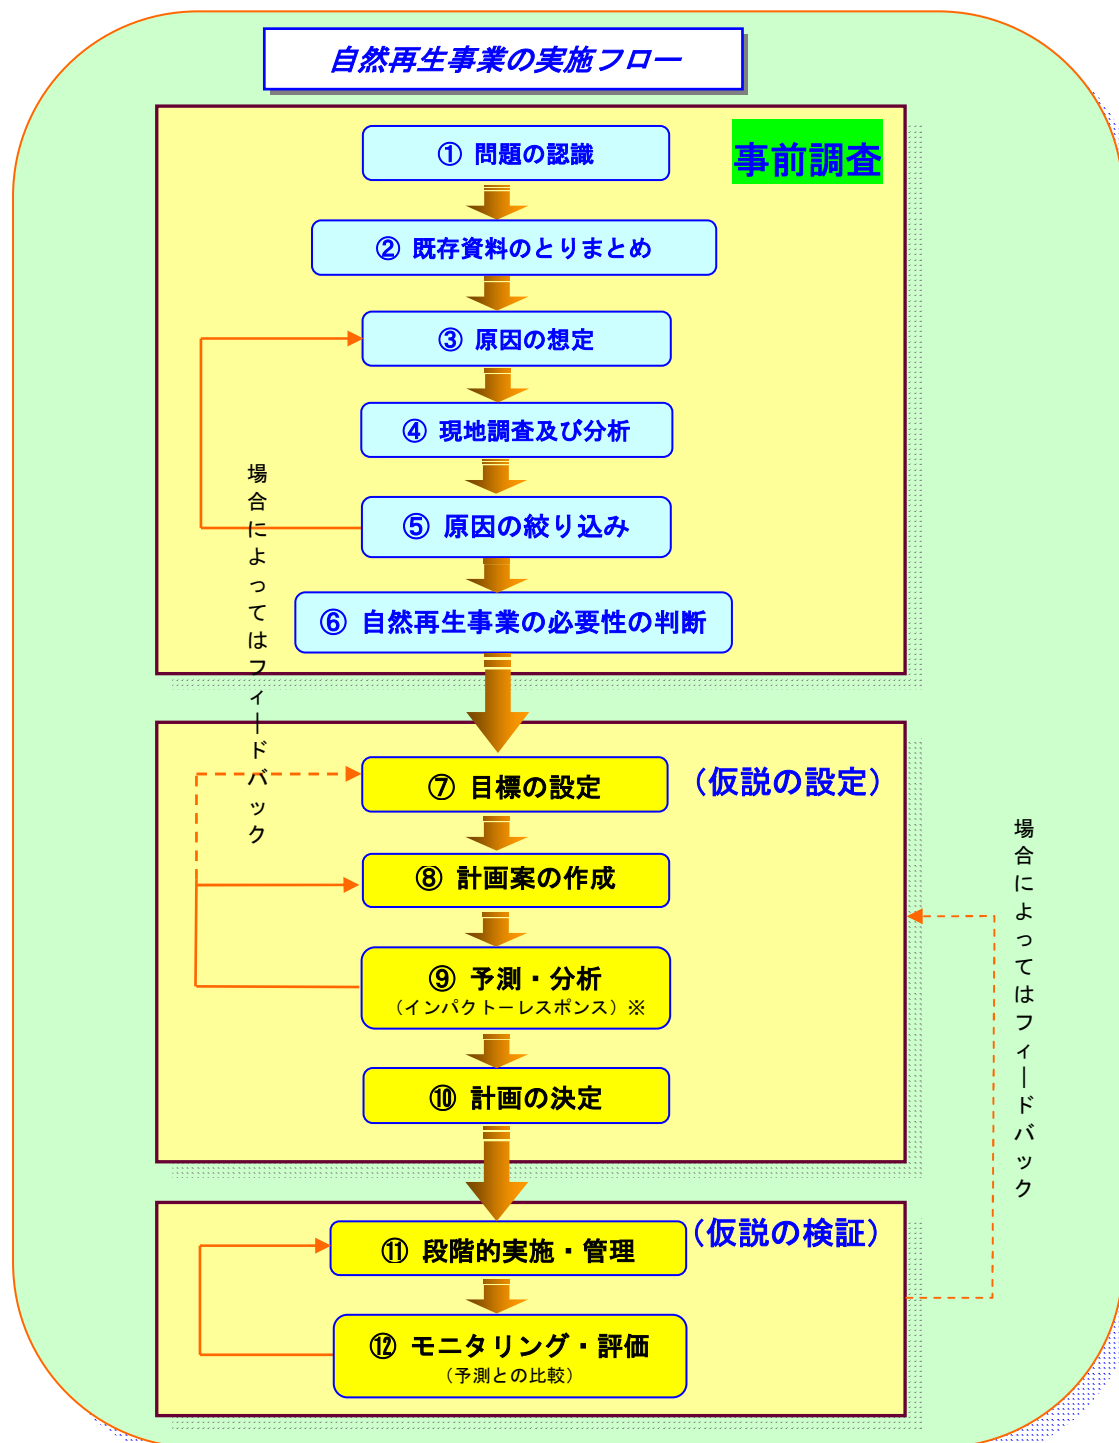 自然再生事業の実施フロー
事前調査
① 問題の認識
② 既存資料のとりまとめ
③ 原因の想定
④ 現地調査及び分析
⑤ 原因の絞り込み
⑥ 自然再生事業の必要性の判断
場合によってはフィードバック
（仮説の設定）
⑦ 目標の設定
⑧ 計画案の作成
⑨ 予測・分析
（インパクトーレスポンス）※
⑩ 計画の決定
場合によってはフィードバック
（仮説の検証）
⑪ 段階的実施・管理
⑫ モニタリング・評価
（予測との比較）